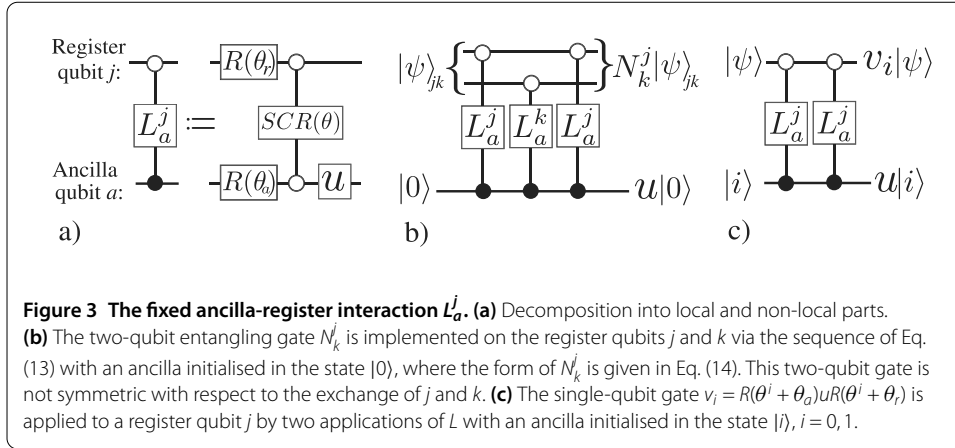 Register
qubit j:
Ancilla
qubit a:
L_a^j :=
R(θ_r)
SCR(θ)
R(θ_a) u
a)
|ψ⟩_jk { } N_k^j |ψ⟩_jk
L_a^j L_a^k L_a^j
|0⟩ u|0⟩
b)
|ψ⟩ v_i|ψ⟩
L_a^j L_a^j
|i⟩ u|i⟩
c)
Figure 3 The fixed ancilla-register interaction L_a^j. (a) Decomposition into local and non-local parts.
(b) The two-qubit entangling gate N_k^j is implemented on the register qubits j and k via the sequence of Eq.
(13) with an ancilla initialised in the state |0⟩, where the form of N_k^j is given in Eq. (14). This two-qubit gate is
not symmetric with respect to the exchange of j and k. (c) The single-qubit gate v_i = R(θ^i + θ_a)uR(θ^i + θ_r) is
applied to a register qubit j by two applications of L with an ancilla initialised in the state |i⟩, i = 0, 1.